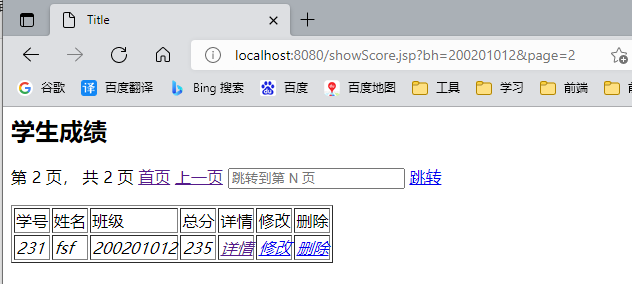 Title
localhost:8080/showScore.jsp?bh=200201012&page=2
谷歌 百度翻译 Bing 搜索 百度 百度地图 工具 学习 前端
学生成绩
第 2 页， 共 2 页 首页 上一页 跳转到第 N 页 跳转
学号 姓名 班级 总分 详情 修改 删除
231 fsf 200201012 235 详情 修改 删除